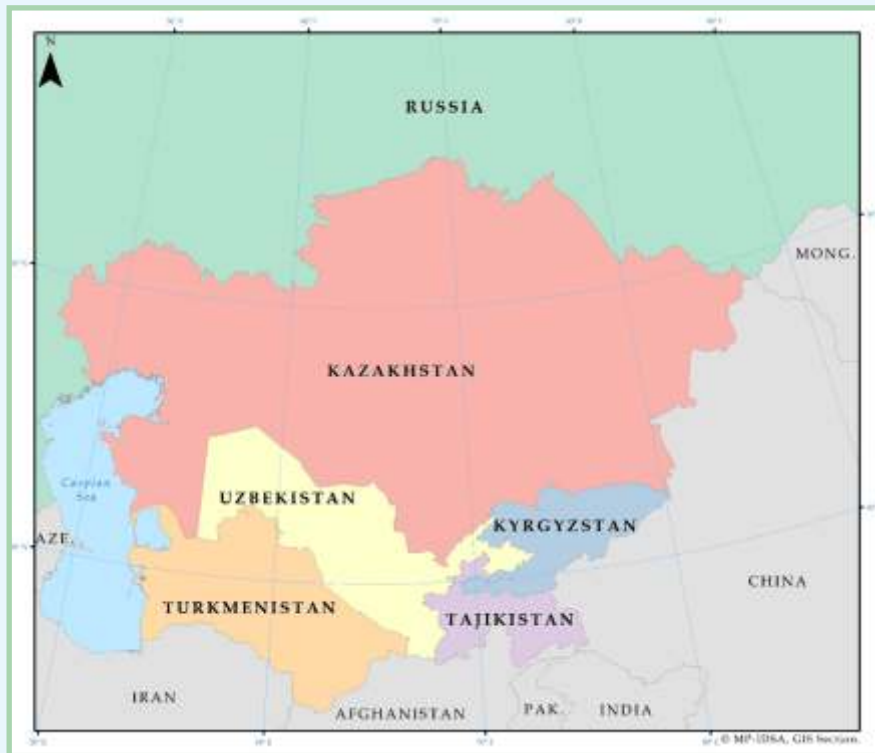 N
RUSSIA
MONG.
KAZAKHSTAN
Caspian
Sea
UZBEKISTAN
KYRGYZSTAN
AZE.
CHINA
TURKMENISTAN
TAJIKISTAN
IRAN
AFGHANISTAN
PAK.
INDIA
© MP-IDSA, GIS Section.